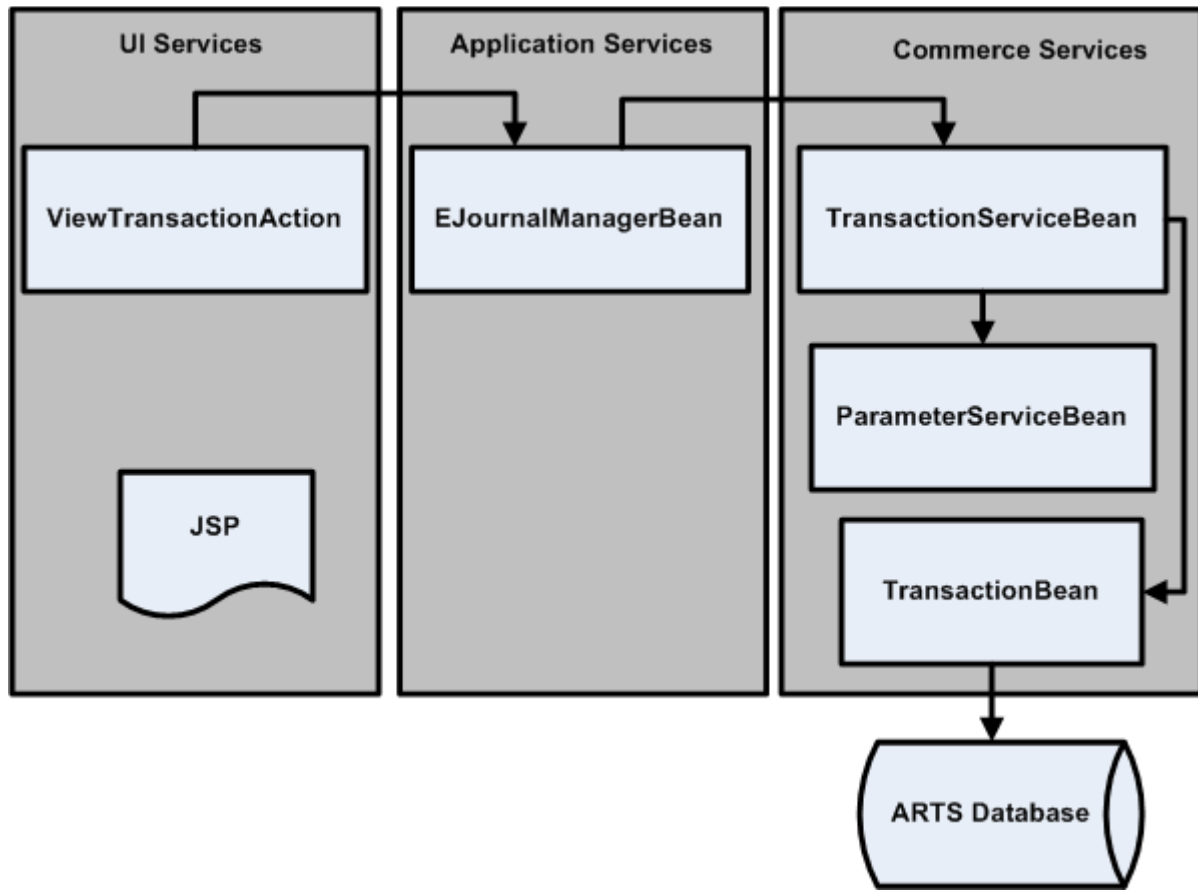 UI Services
Application Services
Commerce Services
ViewTransactionAction
EJournalManagerBean
TransactionServiceBean
ParameterServiceBean
JSP
TransactionBean
ARTS Database